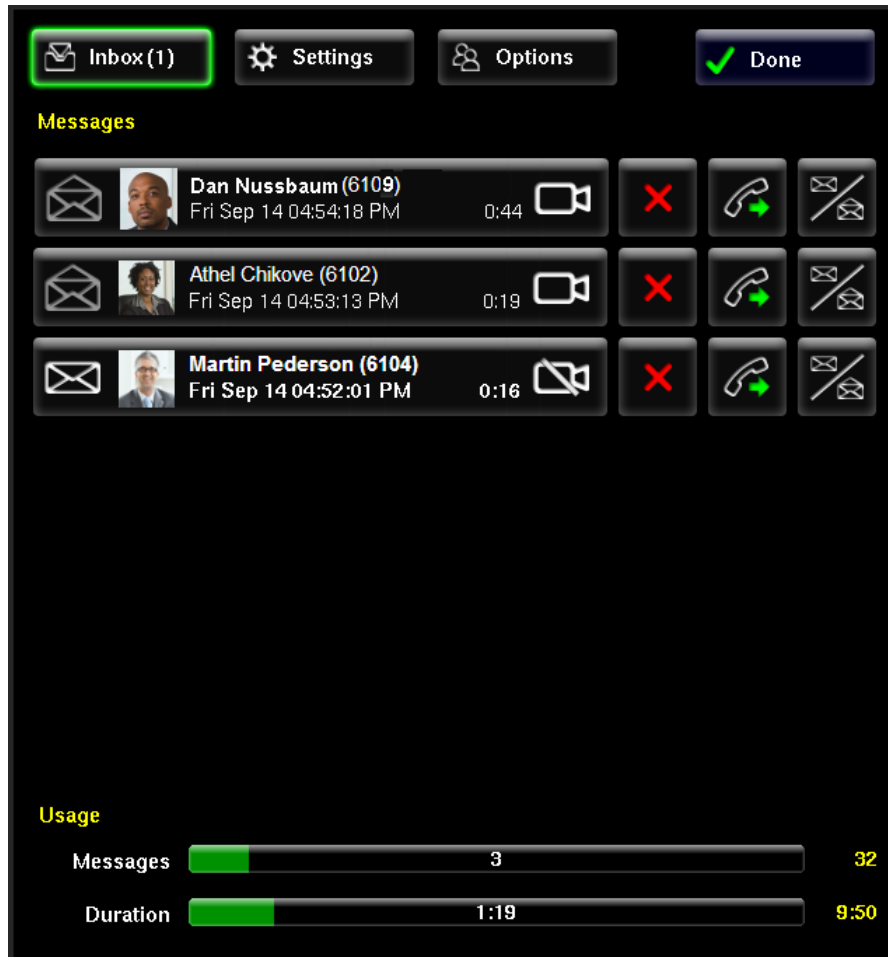 Inbox (1) Settings Options Done
Messages
Dan Nussbaum (6109)
Fri Sep 14 04:54:18 PM 0:44
Athel Chikove (6102)
Fri Sep 14 04:53:13 PM 0:19
Martin Pederson (6104)
Fri Sep 14 04:52:01 PM 0:16
Usage
Messages 3 32
Duration 1:19 9:50